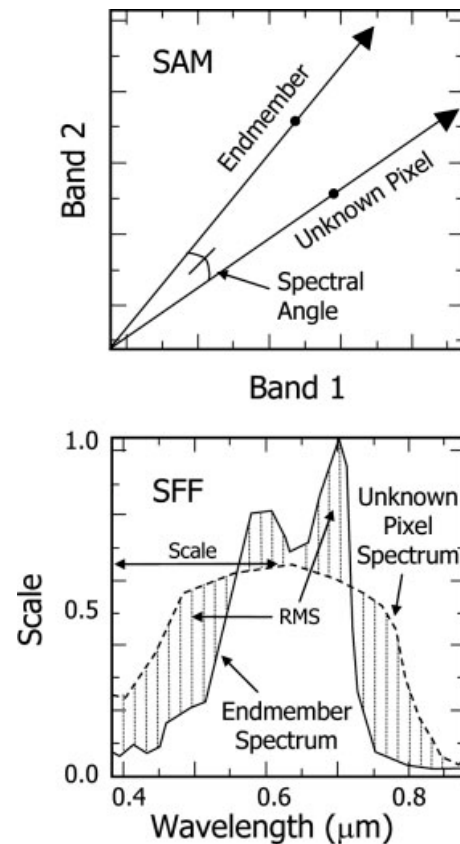 SAM
Endmember
Unknown Pixel
Spectral
Angle
Band 2
Band 1
1.0
SFF
Unknown
Pixel
Spectrum
Scale
0.5
RMS
Scale
Endmember
Spectrum
0.0
0.4
0.6
0.8
Wavelength (μm)